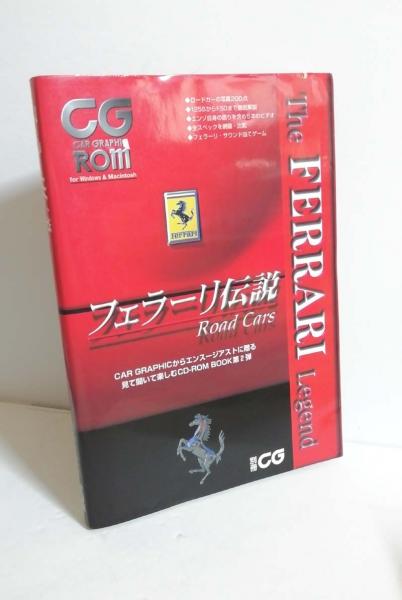 CG
CAR GRAPHIC
ROM
for Windows & Macintosh
◆ロードカーの写真200点
◆125SからF50まで徹底解説
◆エンツォ自身の語りを含む5本のビデオ
◆全スペックを網羅・比較
◆フェラーリ・サウンド当てゲーム
The FERRARI Legend
Ferrari
フェラーリ伝説
Road Cars
CAR GRAPHICからエンスージアストに贈る
見て聞いて楽しむCD-ROM BOOK第2弾
別冊CG